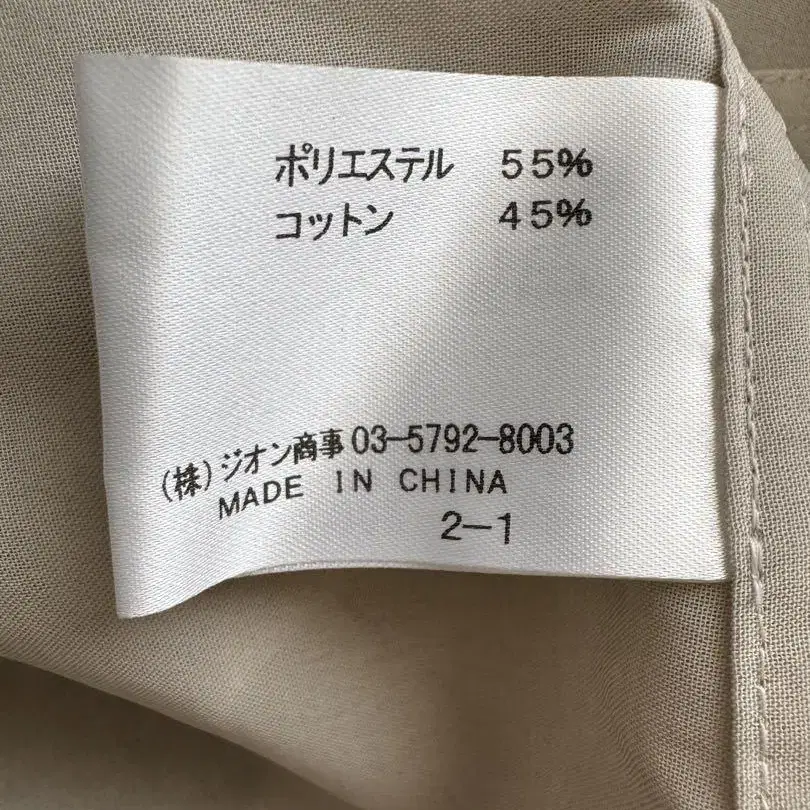 ポリエステル 55%
コットン 45%
(株)ジオン商事 03-5792-8003
MADE IN CHINA
2-1